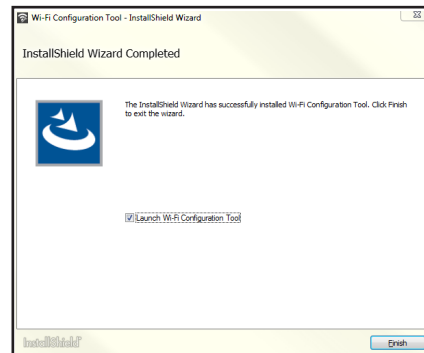 Wi-Fi Configuration Tool - InstallShield Wizard
InstallShield Wizard Completed
The InstallShield Wizard has successfully installed Wi-Fi Configuration Tool. Click Finish
to exit the wizard.
Launch Wi-Fi Configuration Tool
InstallShield
Finish